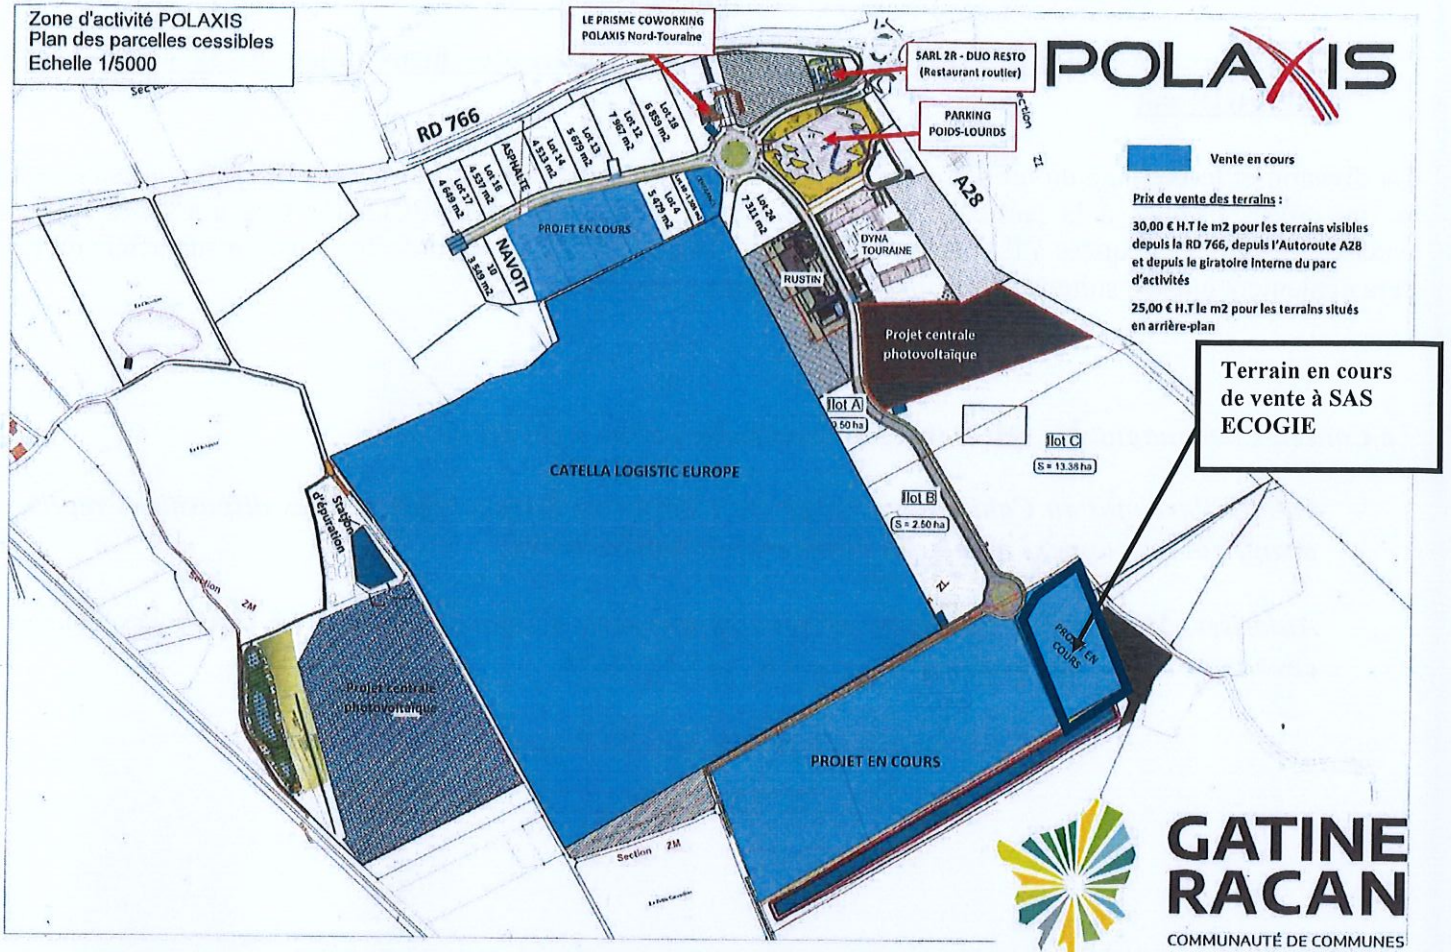 Zone d'activité POLAXIS
Plan des parcelles cessibles
Echelle 1/5000
LE PRISME COWORKING
POLAXIS Nord-Touraine
SARL 2R - DUO RESTO
(Restaurant routier)
PARKING
POIDS-LOURDS
POLAXIS
Vente en cours
Prix de vente des terrains :
30,00 € H.T le m2 pour les terrains visibles
depuis la RD 766, depuis l'Autoroute A28
et depuis le giratoire interne du parc
d'activités
25,00 € H.T le m2 pour les terrains situés
en arrière-plan
Terrain en cours
de vente à SAS
ECOGIE
RD 766
A28
ZI
Lot 17
4 649 m2
Lot 16
4 537 m2
ASPHALTE
Lot 14
4 513 m2
Lot 13
5 679 m2
Lot 12
7 967 m2
Lot 18
6 859 m2
Lot 4
5 479 m2
Lot 24
7 311 m2
10
3 549 m2
NAVOTI
PROJET EN COURS
DYNA
TOURAINE
RUSTIN
Projet centrale
photovoltaïque
Ilot A
Ilot C
S = 13.38 ha
Ilot B
S = 2.50 ha
CATELLA LOGISTIC EUROPE
Station
d'épuration
Section ZM
ZL
Projet centrale
photovoltaïque
PROJET EN
COURS
PROJET EN COURS
Section ZM
GATINE
RACAN
COMMUNAUTÉ DE COMMUNES